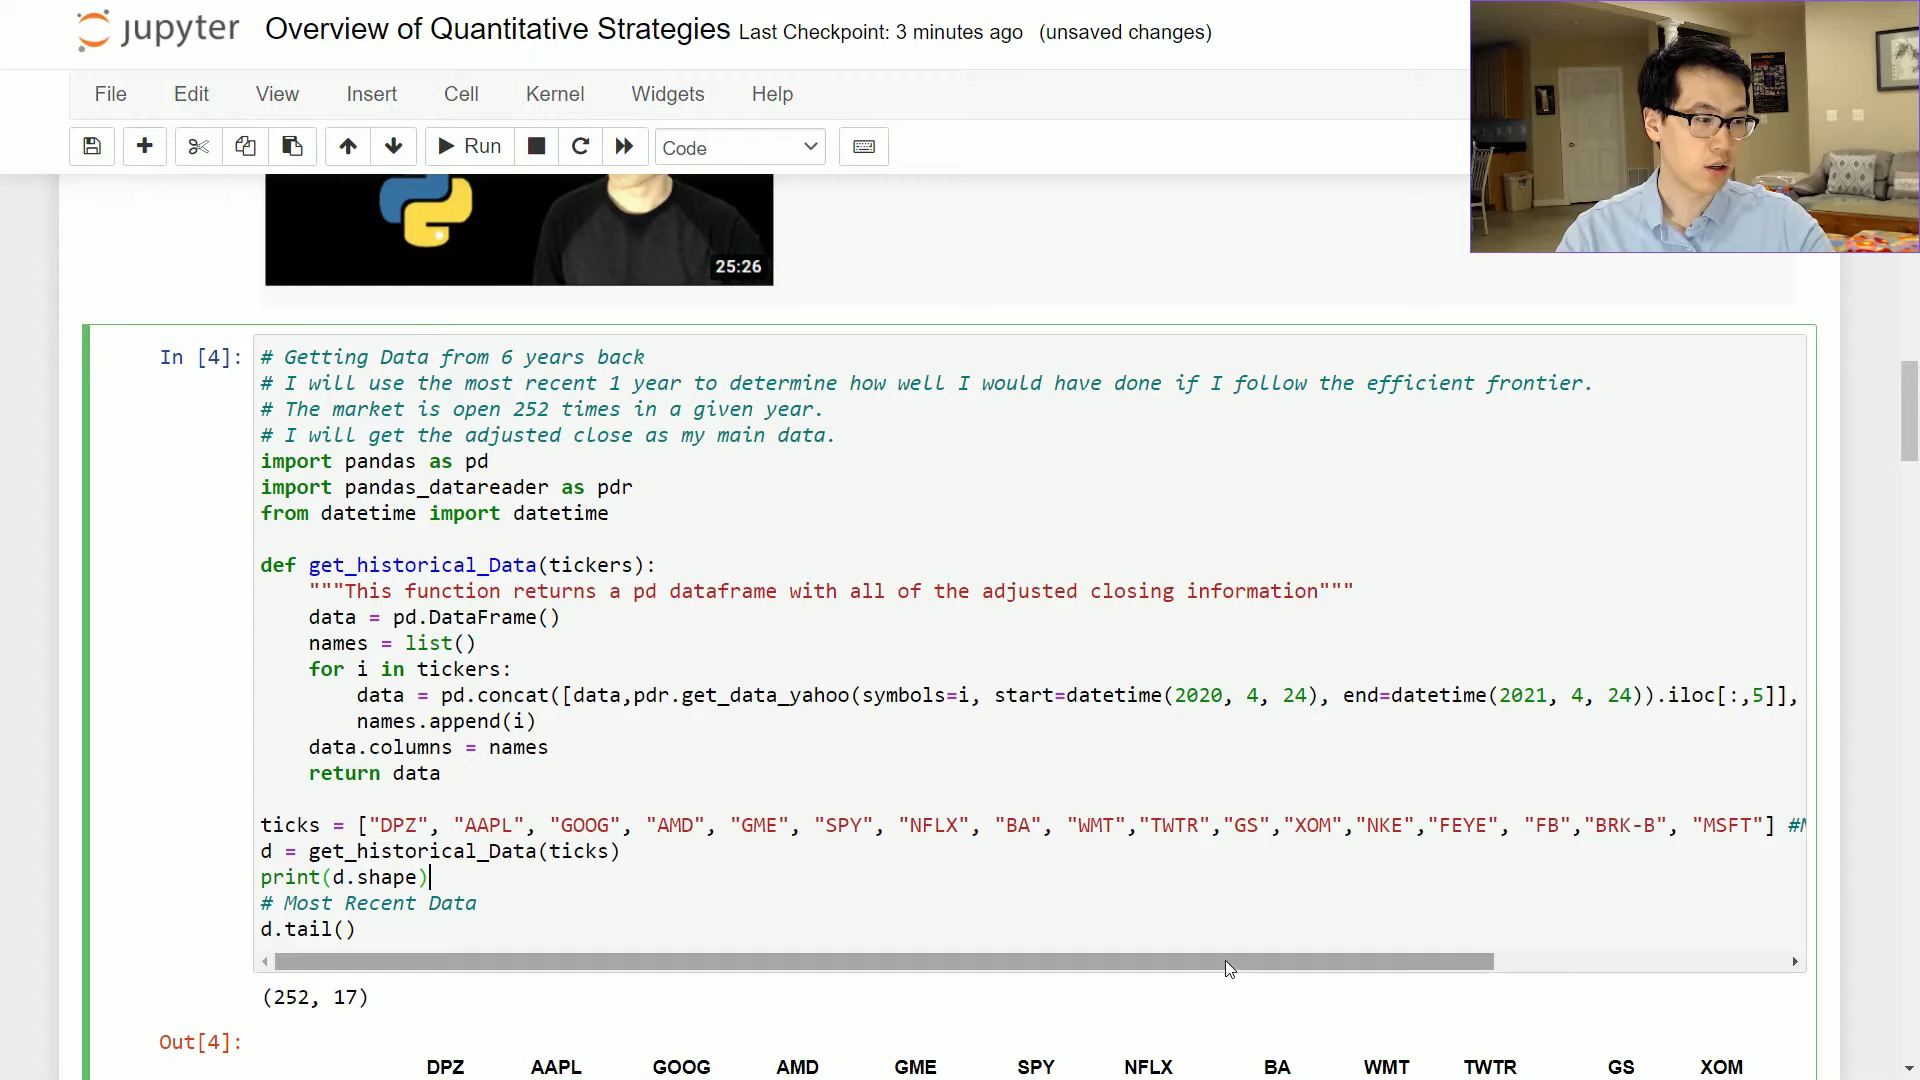 jupyter Overview of Quantitative Strategies Last Checkpoint: 3 minutes ago (unsaved changes)
File Edit View Insert Cell Kernel Widgets Help
Run Code
25:26
In [4]:
# Getting Data from 6 years back
# I will use the most recent 1 year to determine how well I would have done if I follow the efficient frontier.
# The market is open 252 times in a given year.
# I will get the adjusted close as my main data.
import pandas as pd
import pandas_datareader as pdr
from datetime import datetime
def get_historical_Data(tickers):
"""This function returns a pd dataframe with all of the adjusted closing information"""
data = pd.DataFrame()
names = list()
for i in tickers:
data = pd.concat([data,pdr.get_data_yahoo(symbols=i, start=datetime(2020, 4, 24), end=datetime(2021, 4, 24)).iloc[:,5]],
names.append(i)
data.columns = names
return data
ticks = ["DPZ", "AAPL", "GOOG", "AMD", "GME", "SPY", "NFLX", "BA", "WMT","TWTR","GS","XOM","NKE","FEYE", "FB","BRK-B", "MSFT"] #
d = get_historical_Data(ticks)
print(d.shape)
# Most Recent Data
d.tail()
(252, 17)
Out[4]:
DPZ AAPL GOOG AMD GME SPY NFLX BA WMT TWTR GS XOM